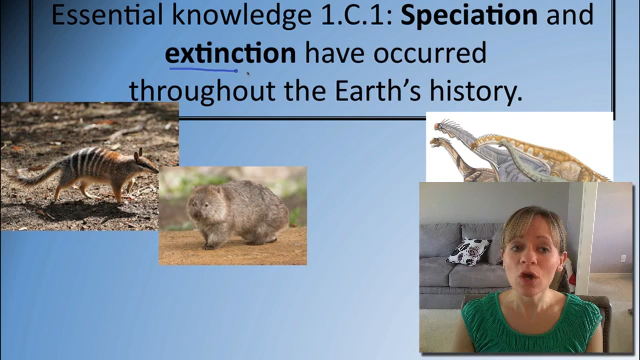 Essential knowledge 1.C.1: Speciation and
extinction have occurred
throughout the Earth's history.